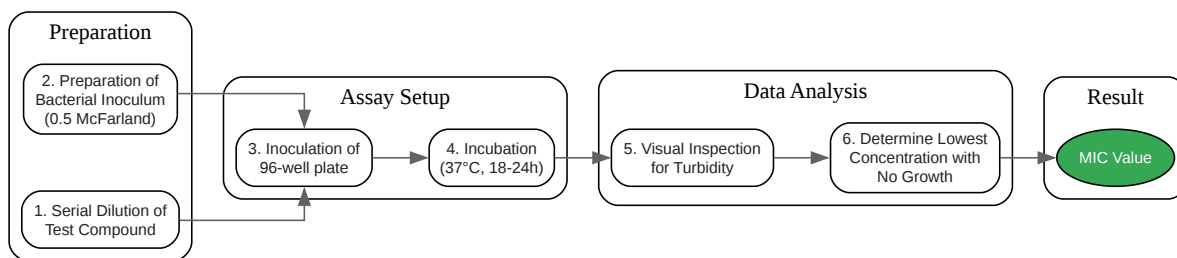 Preparation
2. Preparation of
Bacterial Inoculum
(0.5 McFarland)
1. Serial Dilution of
Test Compound
Assay Setup
3. Inoculation of
96-well plate
4. Incubation
(37°C, 18-24h)
Data Analysis
5. Visual Inspection
for Turbidity
6. Determine Lowest
Concentration with
No Growth
Result
MIC Value